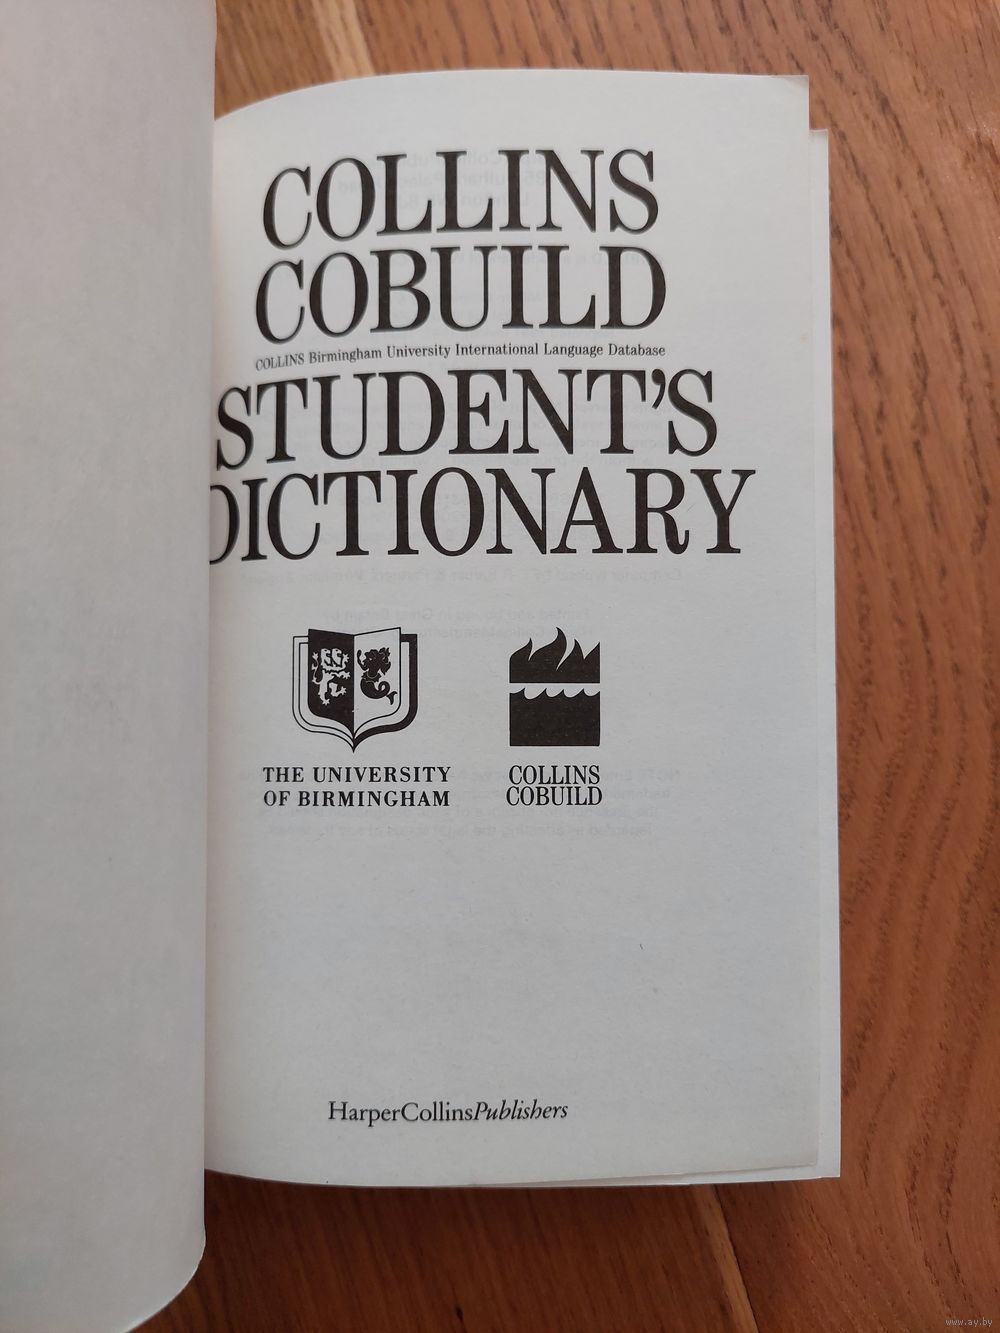 COLLINS
COBUILD
COLLINS Birmingham University International Language Database
STUDENT'S
DICTIONARY
THE UNIVERSITY
OF BIRMINGHAM
COLLINS
COBUILD
HarperCollinsPublishers
www.ay.by